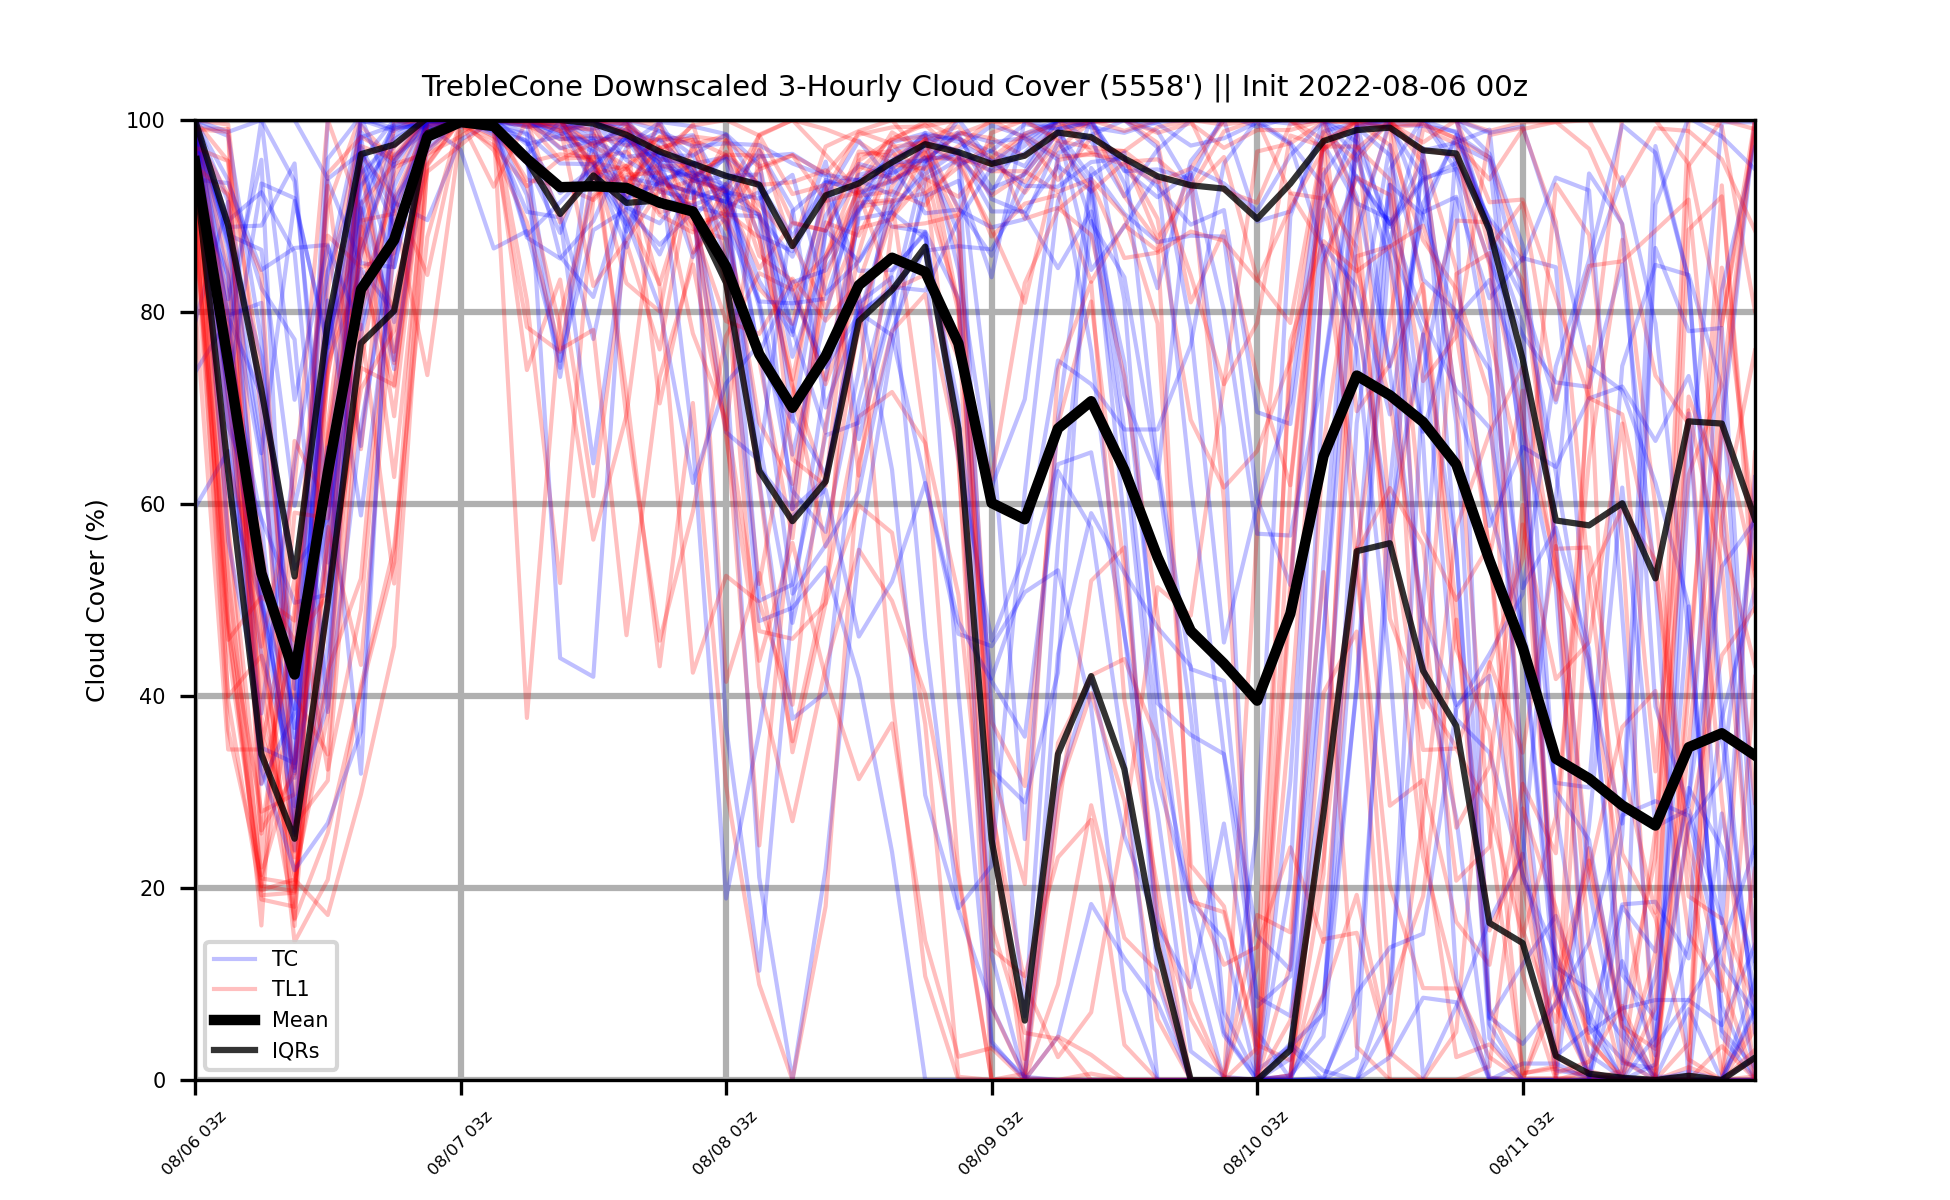 TrebleCone Downscaled 3-Hourly Cloud Cover (5558') || Init 2022-08-06 00z
Cloud Cover (%)
100
80
60
40
20
0
TC
TL1
Mean
IQRs
08/06 03z
08/07 03z
08/08 03z
08/09 03z
08/10 03z
08/11 03z